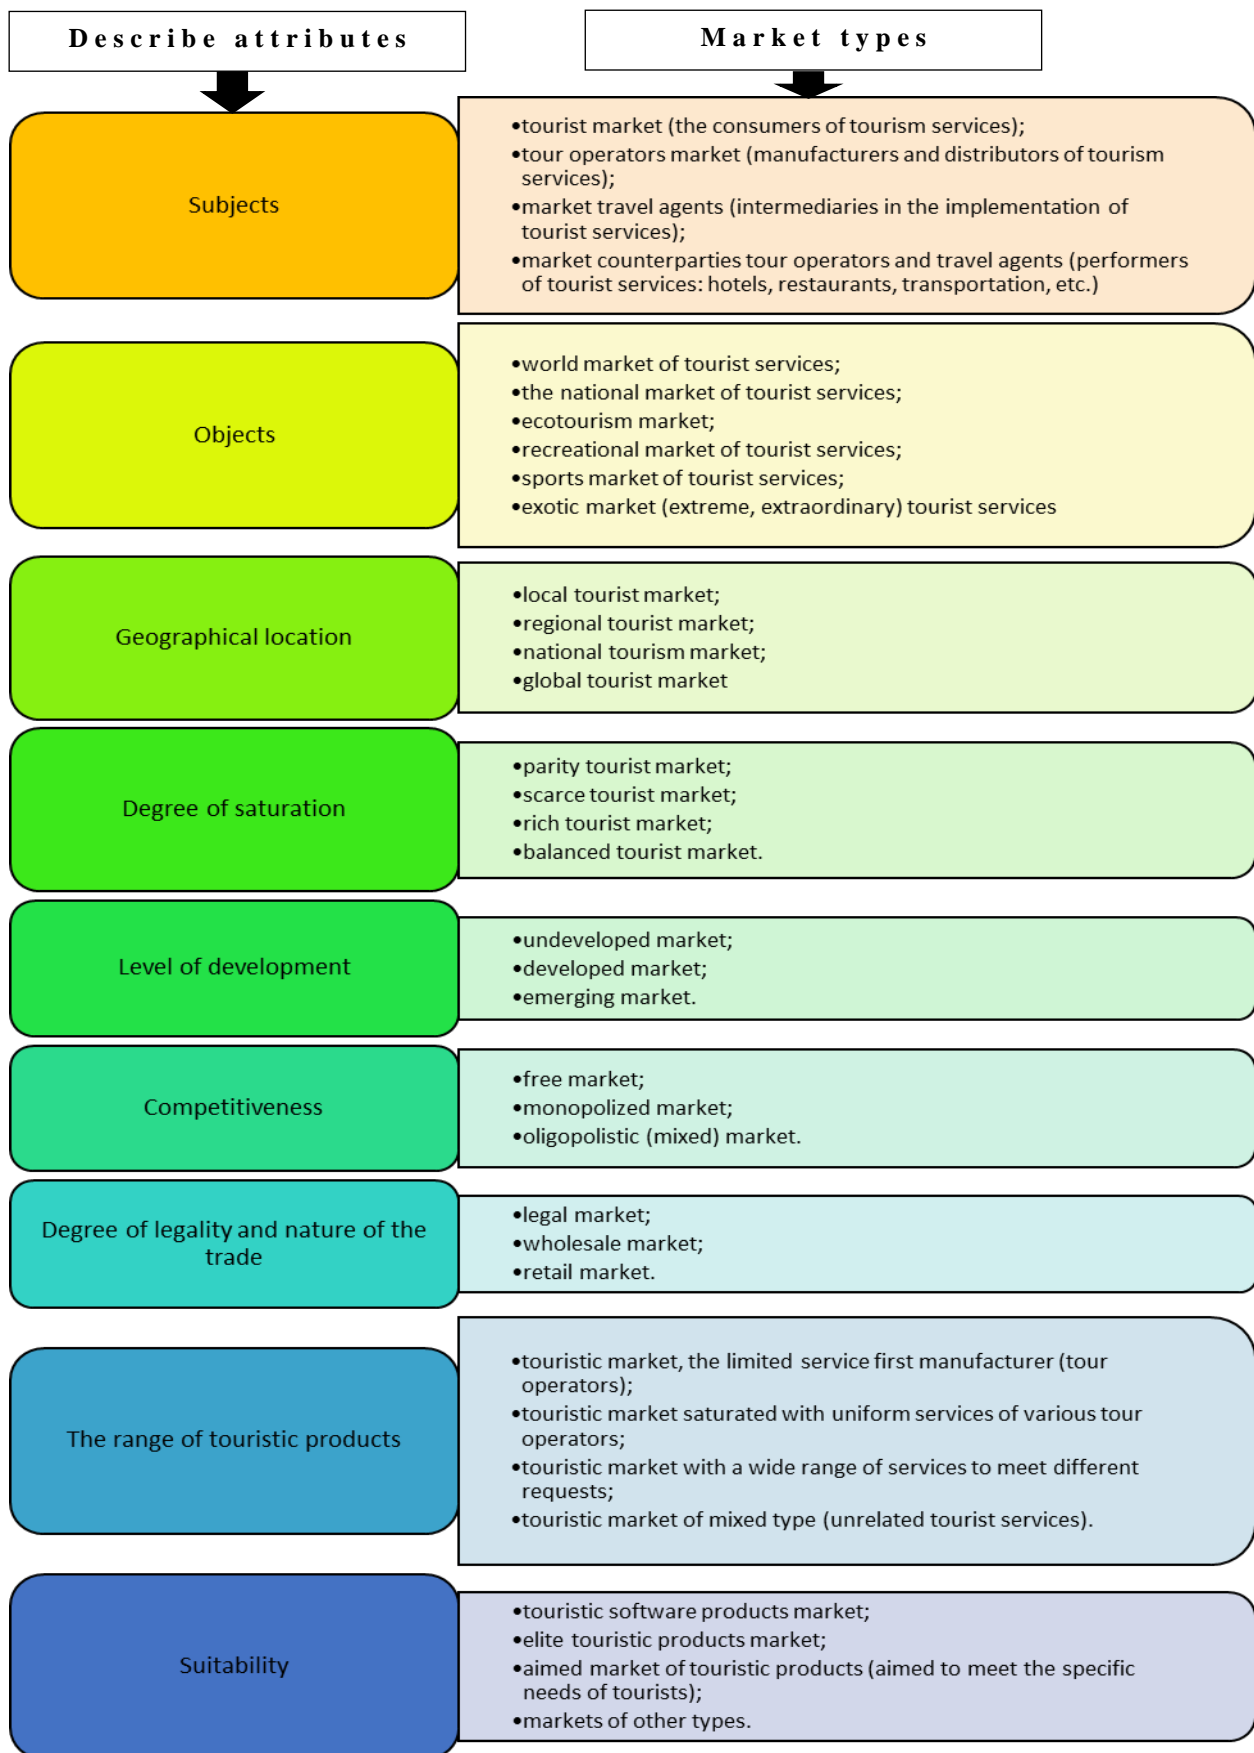 Describe attributes
Market types
Subjects
•tourist market (the consumers of tourism services);
•tour operators market (manufacturers and distributors of tourism
services);
•market travel agents (intermediaries in the implementation of
tourist services);
•market counterparties tour operators and travel agents (performers
of tourist services: hotels, restaurants, transportation, etc.)
Objects
•world market of tourist services;
•the national market of tourist services;
•ecotourism market;
•recreational market of tourist services;
•sports market of tourist services;
•exotic market (extreme, extraordinary) tourist services
Geographical location
•local tourist market;
•regional tourist market;
•national tourism market;
•global tourist market
Degree of saturation
•parity tourist market;
•scarce tourist market;
•rich tourist market;
•balanced tourist market.
Level of development
•undeveloped market;
•developed market;
•emerging market.
Competitiveness
•free market;
•monopolized market;
•oligopolistic (mixed) market.
Degree of legality and nature of the
trade
•legal market;
•wholesale market;
•retail market.
The range of touristic products
•touristic market, the limited service first manufacturer (tour
operators);
•touristic market saturated with uniform services of various tour
operators;
•touristic market with a wide range of services to meet different
requests;
•touristic market of mixed type (unrelated tourist services).
Suitability
•touristic software products market;
•elite touristic products market;
•aimed market of touristic products (aimed to meet the specific
needs of tourists);
•markets of other types.